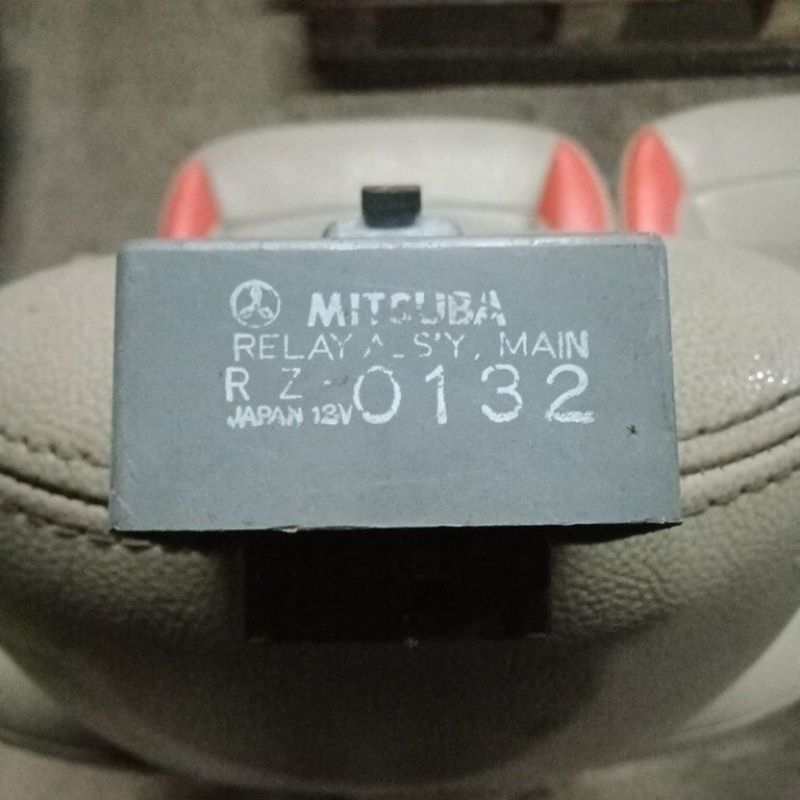 MITSUBA
RELAY ASS'Y, MAIN
RZ-0132
JAPAN 12V